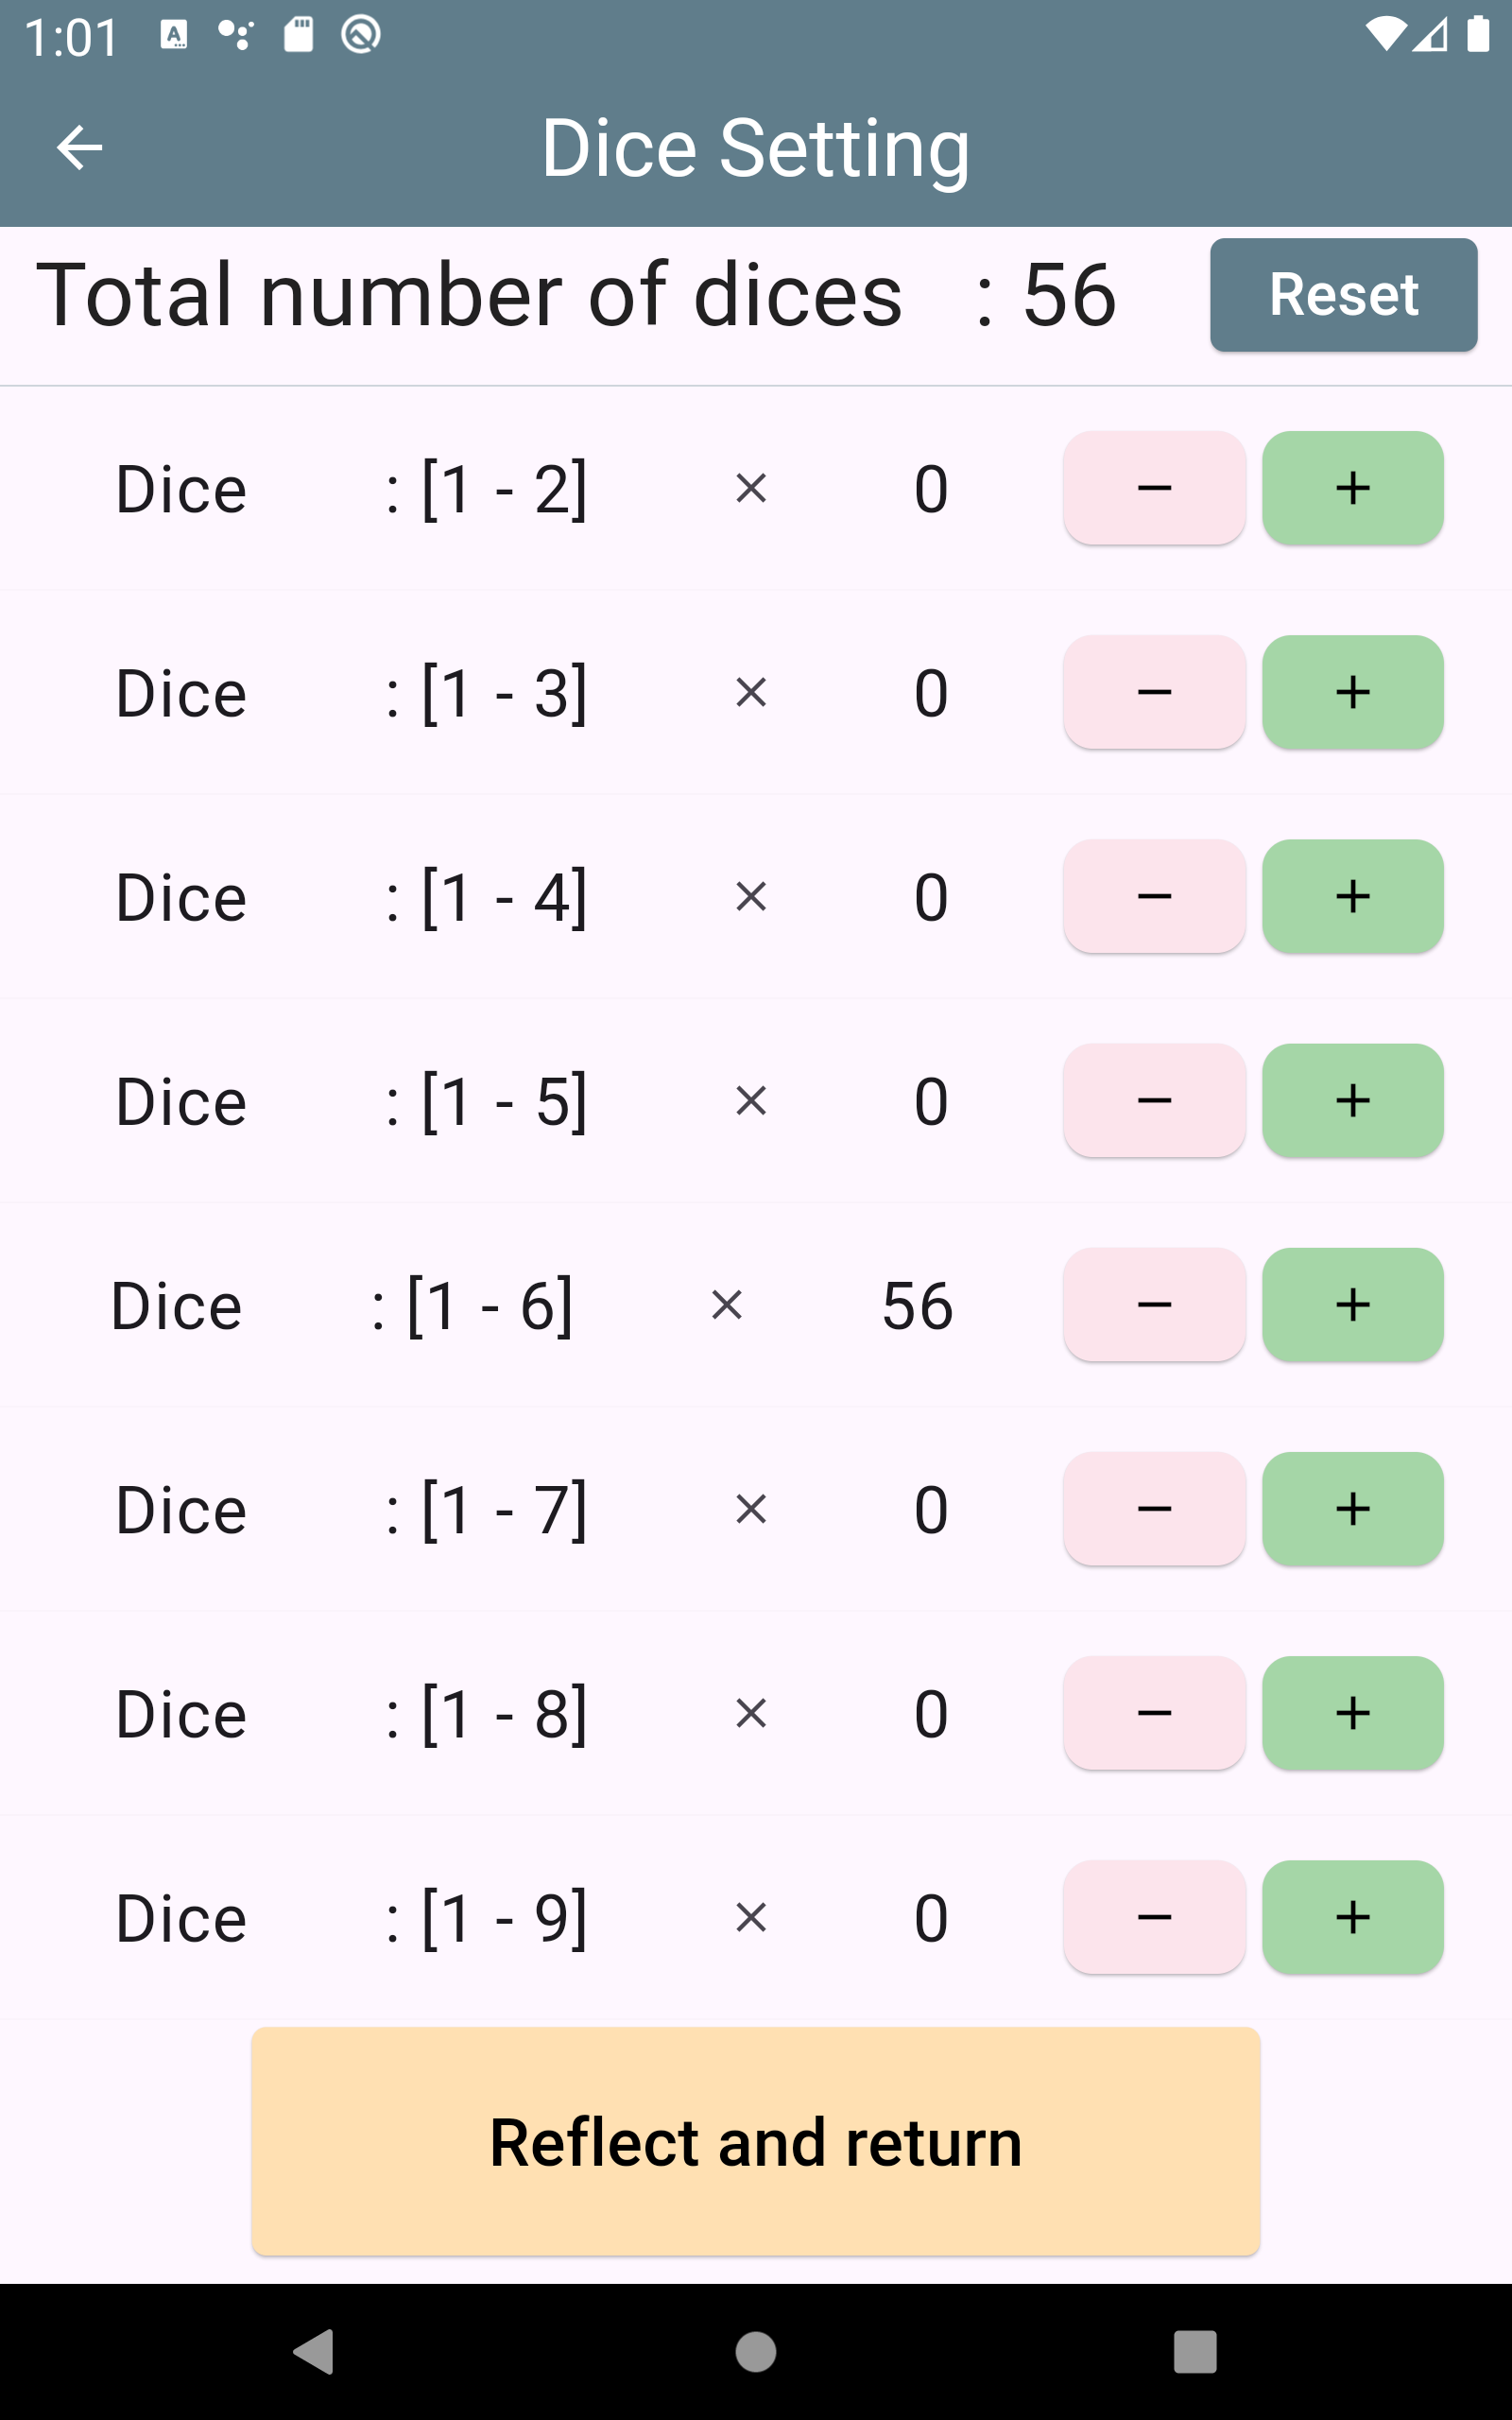 1:01
Dice Setting
Total number of dices : 56 Reset
Dice : [1 - 2] × 0 − +
Dice : [1 - 3] × 0 − +
Dice : [1 - 4] × 0 − +
Dice : [1 - 5] × 0 − +
Dice : [1 - 6] × 56 − +
Dice : [1 - 7] × 0 − +
Dice : [1 - 8] × 0 − +
Dice : [1 - 9] × 0 − +
Reflect and return